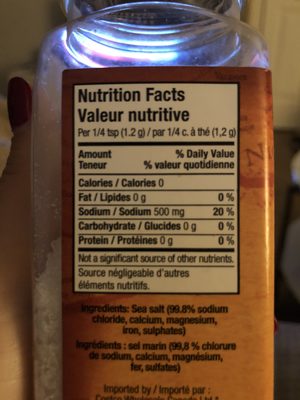 Nutrition Facts
Valeur nutritive
Per 1/4 tsp (1.2 g) / par 1/4 c. à thé (1,2 g)
Amount % Daily Value
Teneur % valeur quotidienne
Calories / Calories 0
Fat / Lipides 0 g 0 %
Sodium / Sodium 500 mg 20 %
Carbohydrate / Glucides 0 g 0 %
Protein / Protéines 0 g 0 %
Not a significant source of other nutrients.
Source négligeable d'autres
éléments nutritifs.
Ingredients: Sea salt (99.8% sodium
chloride, calcium, magnesium,
iron, sulphates)
Ingrédients : sel marin (99,8 % chlorure
de sodium, calcium, magnésium,
fer, sulfates)
Imported by / Importé par :
Costco Wholesale Canada Ltd.